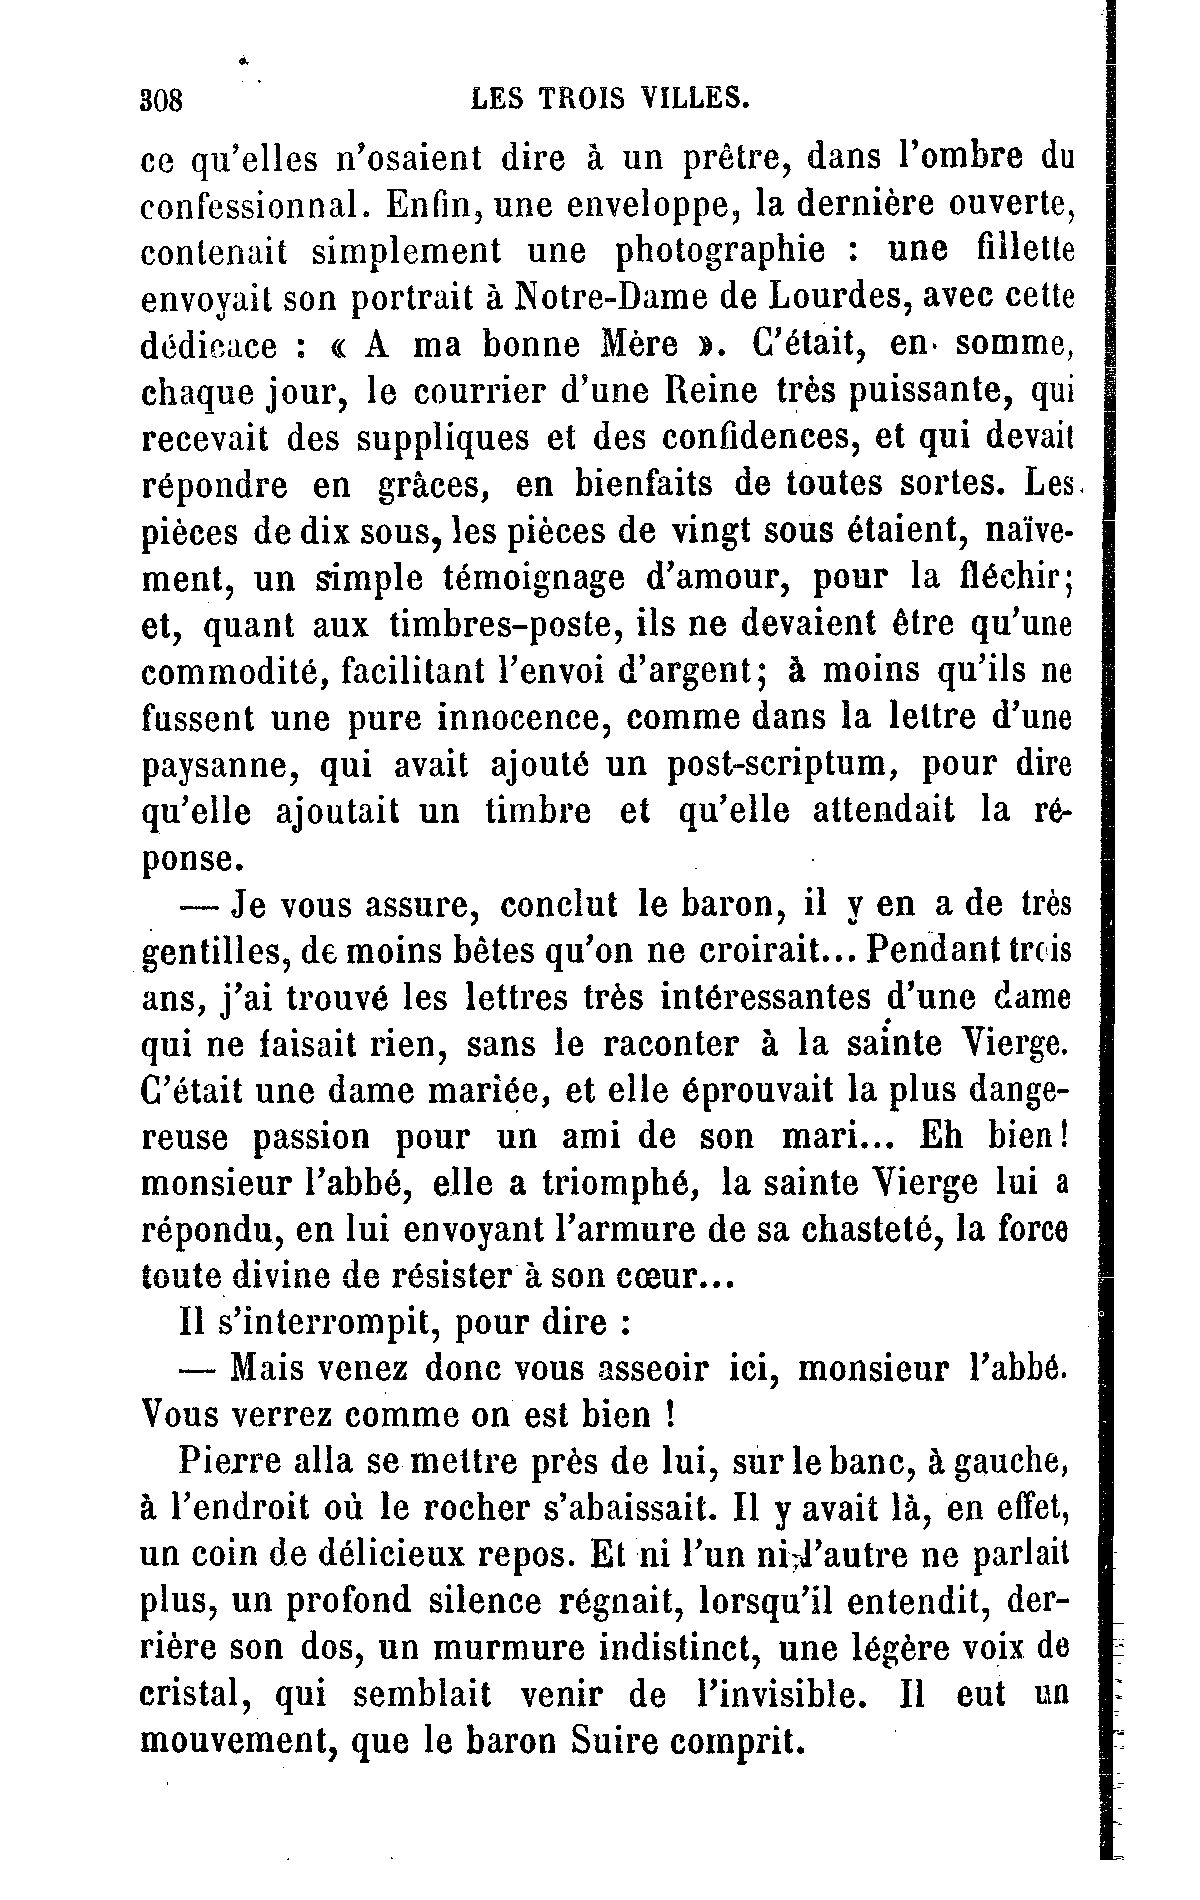 308 LES TROIS VILLES.
ce qu'elles n'osaient dire à un prêtre, dans l'ombre du
confessionnal. Enfin, une enveloppe, la dernière ouverte,
contenait simplement une photographie : une fillette
envoyait son portrait à Notre-Dame de Lourdes, avec cette
dédicace : « A ma bonne Mère ». C'était, en somme,
chaque jour, le courrier d'une Reine très puissante, qui
recevait des suppliques et des confidences, et qui devait
répondre en grâces, en bienfaits de toutes sortes. Les
pièces de dix sous, les pièces de vingt sous étaient, naïve-
ment, un simple témoignage d'amour, pour la fléchir;
et, quant aux timbres-poste, ils ne devaient être qu'une
commodité, facilitant l'envoi d'argent; à moins qu'ils ne
fussent une pure innocence, comme dans la lettre d'une
paysanne, qui avait ajouté un post-scriptum, pour dire
qu'elle ajoutait un timbre et qu'elle attendait la ré-
ponse.
— Je vous assure, conclut le baron, il y en a de très
gentilles, de moins bêtes qu'on ne croirait... Pendant trois
ans, j'ai trouvé les lettres très intéressantes d'une dame
qui ne faisait rien, sans le raconter à la sainte Vierge.
C'était une dame mariée, et elle éprouvait la plus dange-
reuse passion pour un ami de son mari... Eh bien!
monsieur l'abbé, elle a triomphé, la sainte Vierge lui a
répondu, en lui envoyant l'armure de sa chasteté, la force
toute divine de résister à son cœur...
Il s'interrompit, pour dire :
— Mais venez donc vous asseoir ici, monsieur l'abbé.
Vous verrez comme on est bien !
Pierre alla se mettre près de lui, sur le banc, à gauche,
à l'endroit où le rocher s'abaissait. Il y avait là, en effet,
un coin de délicieux repos. Et ni l'un ni l'autre ne parlait
plus, un profond silence régnait, lorsqu'il entendit, der-
rière son dos, un murmure indistinct, une légère voix de
cristal, qui semblait venir de l'invisible. Il eut un
mouvement, que le baron Suire comprit.